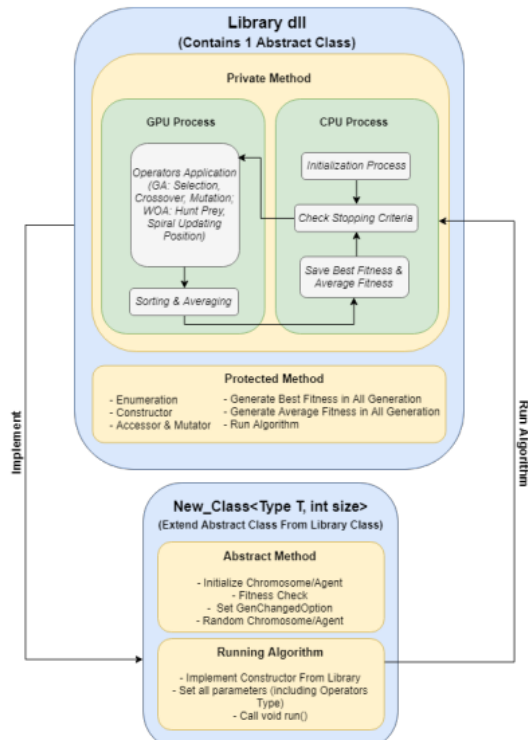 Library dll
(Contains 1 Abstract Class)
Private Method
GPU Process
CPU Process
Operators Application
(GA: Selection,
Crossover, Mutation;
WOA: Hunt Prey,
Spiral Updating
Position)
Sorting & Averaging
Initialization Process
Check Stopping Criteria
Save Best Fitness &
Average Fitness
Protected Method
- Enumeration
- Constructor
- Accessor & Mutator
- Generate Best Fitness in All Generation
- Generate Average Fitness in All Generation
- Run Algorithm
Implement
Run Algorithm
New_Class<Type T, int size>
(Extend Abstract Class From Library Class)
Abstract Method
- Initialize Chromosome/Agent
- Fitness Check
- Set GenChangedOption
- Random Chromosome/Agent
Running Algorithm
- Implement Constructor From Library
- Set all parameters (including Operators
Type)
- Call void run()